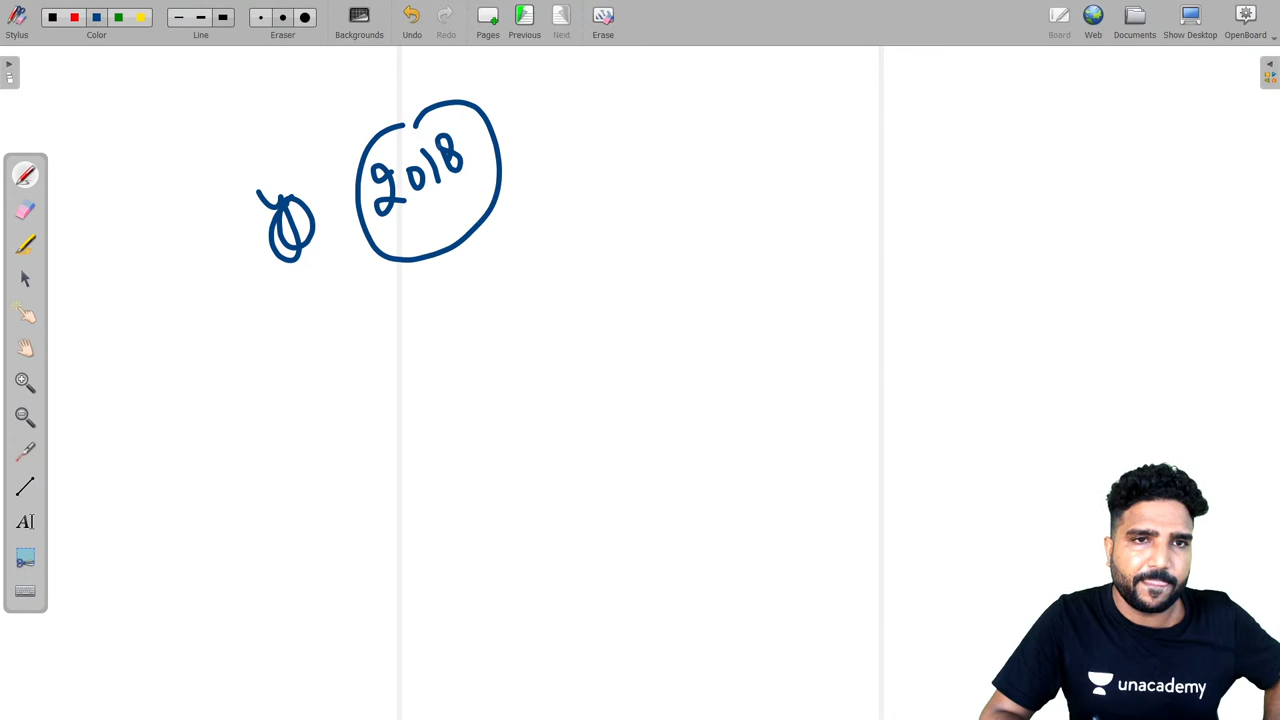 Stylus
Color
Line
Eraser
Backgrounds
Undo
Redo
Pages
Previous
Next
Erase
Board
Web
Documents
Show Desktop
OpenBoard
2018
unacademy